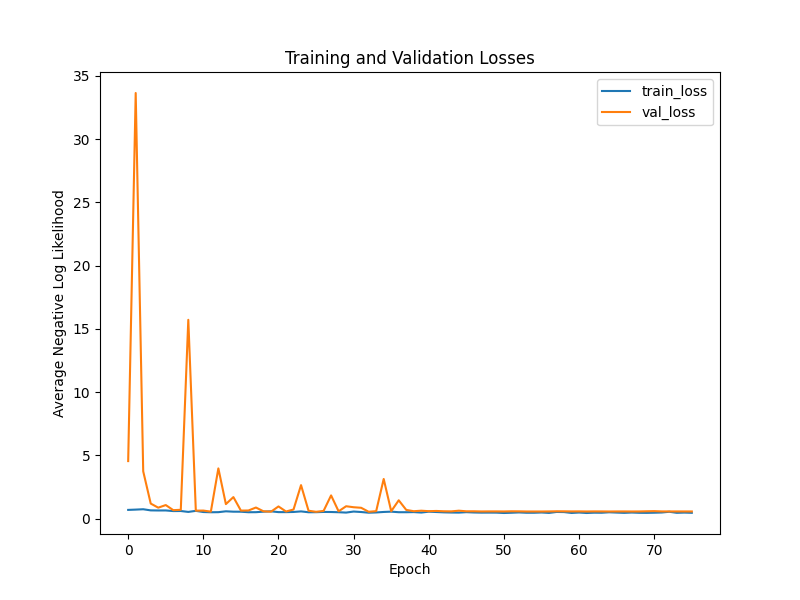 Training and Validation Losses
train_loss
val_loss
Average Negative Log Likelihood
35
30
25
20
15
10
5
0
0 10 20 30 40 50 60 70
Epoch